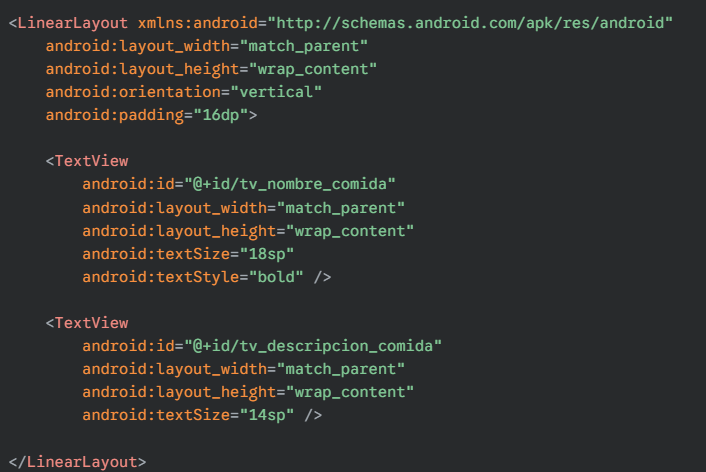 <LinearLayout xmlns:android="http://schemas.android.com/apk/res/android"
    android:layout_width="match_parent"
    android:layout_height="wrap_content"
    android:orientation="vertical"
    android:padding="16dp">

    <TextView
        android:id="@+id/tv_nombre_comida"
        android:layout_width="match_parent"
        android:layout_height="wrap_content"
        android:textSize="18sp"
        android:textStyle="bold" />

    <TextView
        android:id="@+id/tv_descripcion_comida"
        android:layout_width="match_parent"
        android:layout_height="wrap_content"
        android:textSize="14sp" />

</LinearLayout>